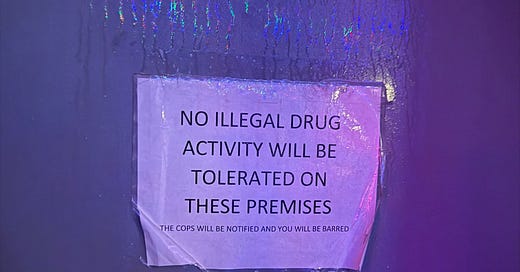 NO ILLEGAL DRUG
ACTIVITY WILL BE
TOLERATED ON
THESE PREMISES
THE COPS WILL BE NOTIFIED AND YOU WILL BE BARRED